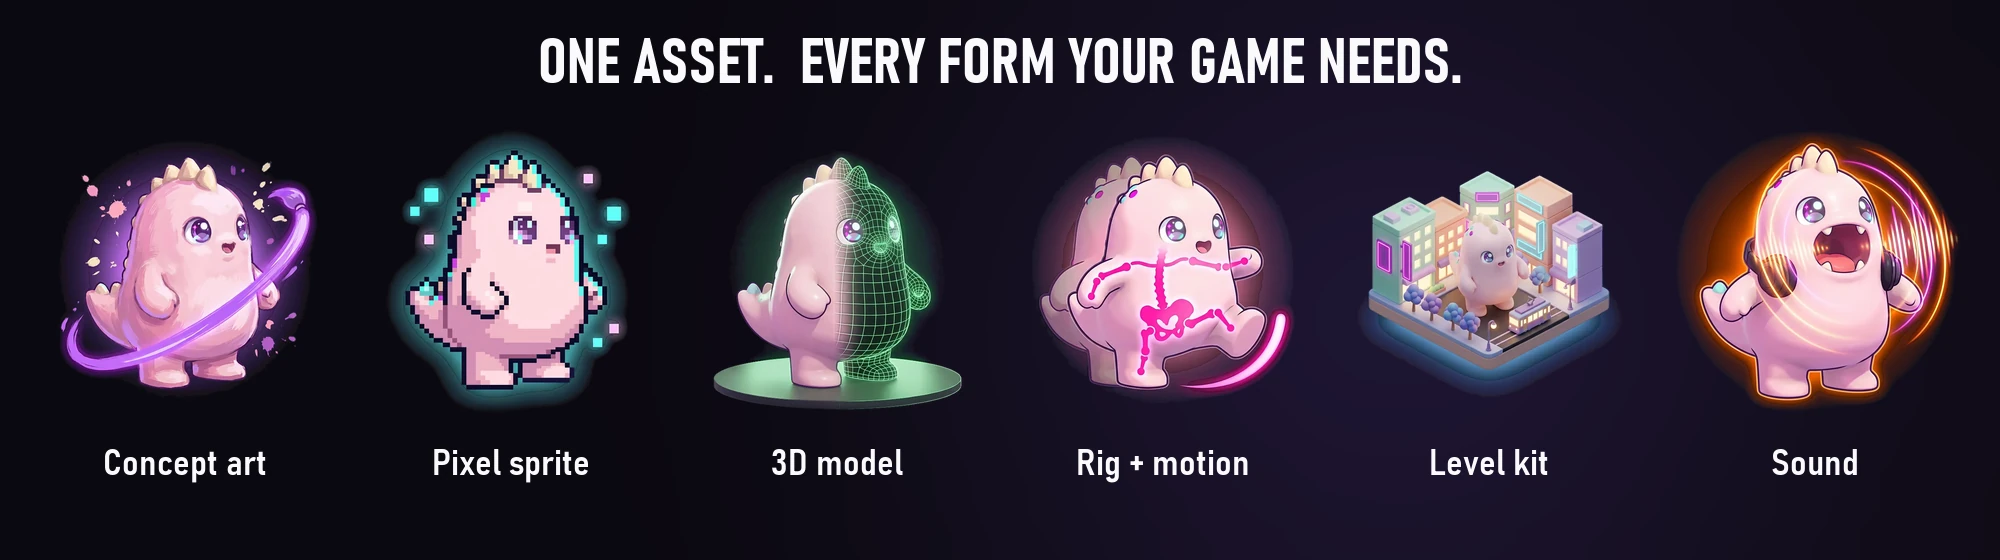 ONE ASSET. EVERY FORM YOUR GAME NEEDS.
Concept art
Pixel sprite
3D model
Rig + motion
Level kit
Sound